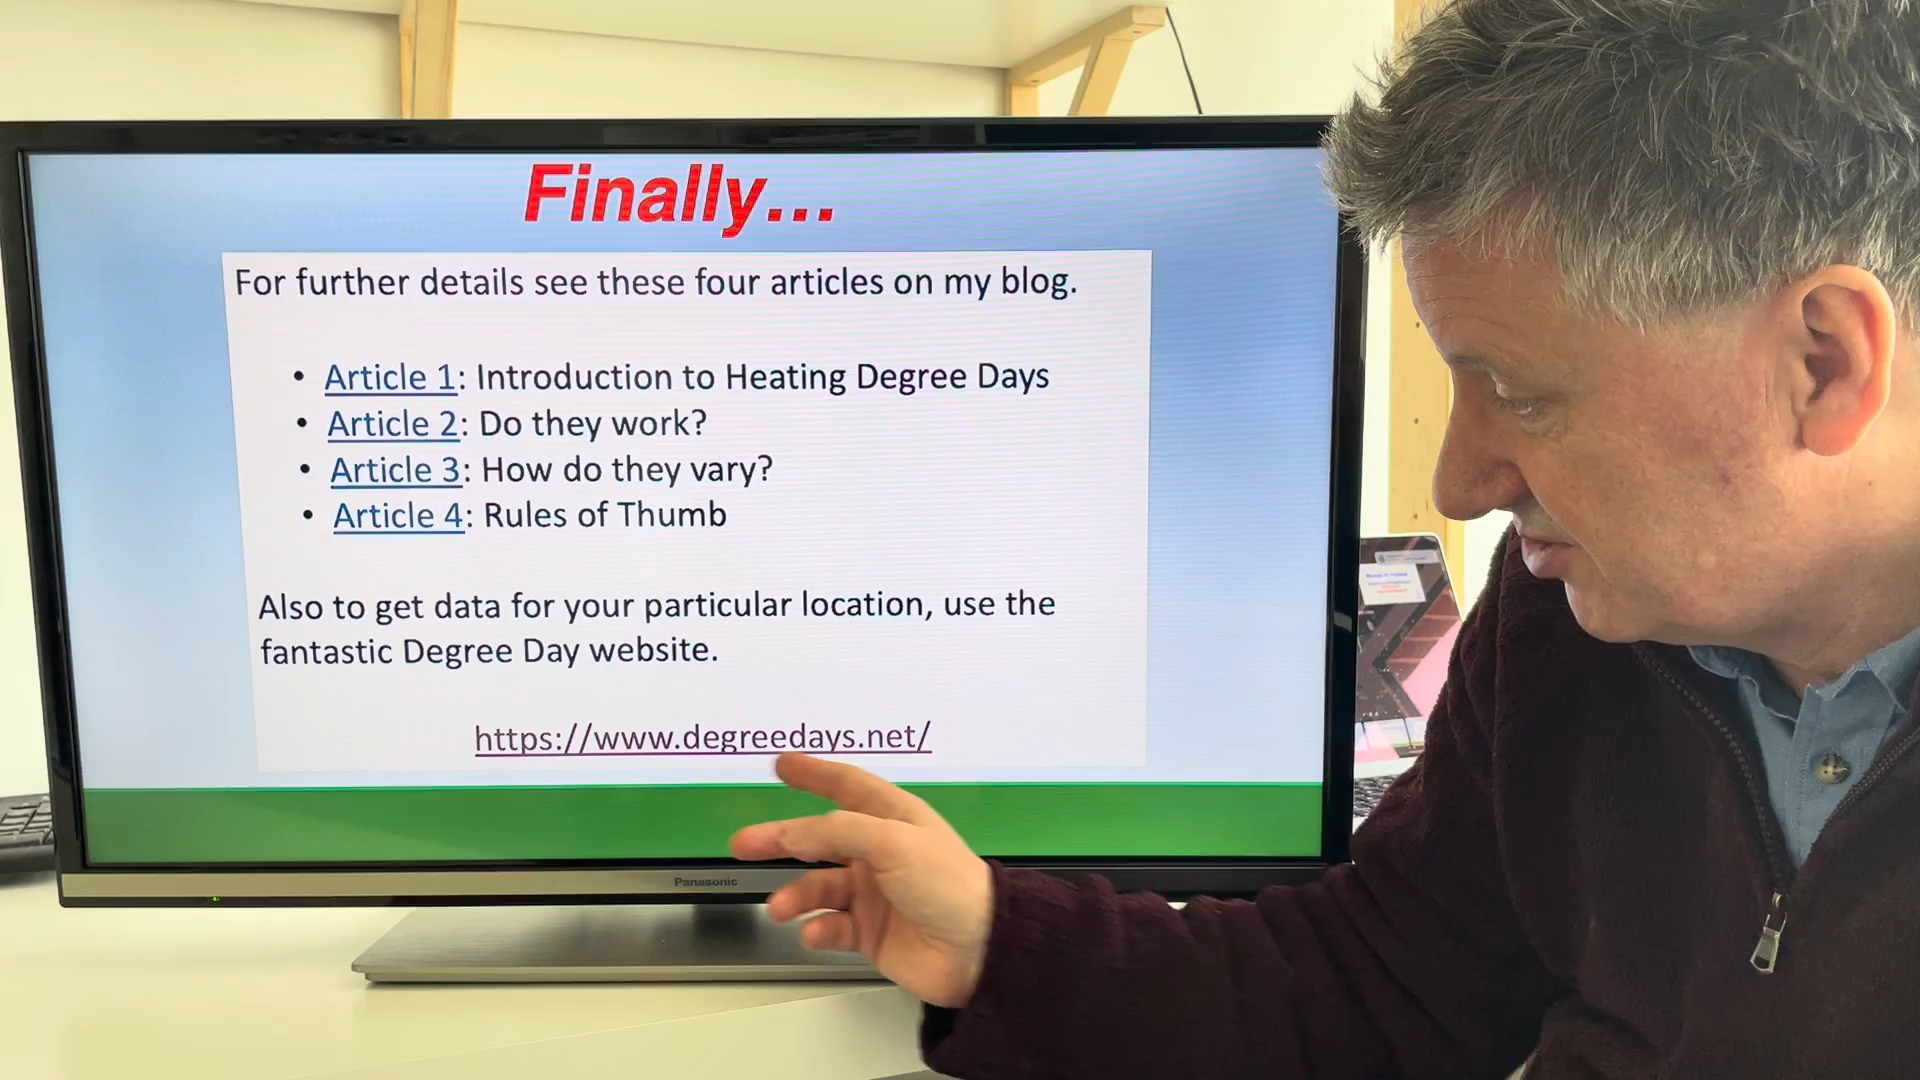 Finally...
For further details see these four articles on my blog.
• Article 1: Introduction to Heating Degree Days
• Article 2: Do they work?
• Article 3: How do they vary?
• Article 4: Rules of Thumb
Also to get data for your particular location, use the
fantastic Degree Day website.
https://www.degreedays.net/
Panasonic